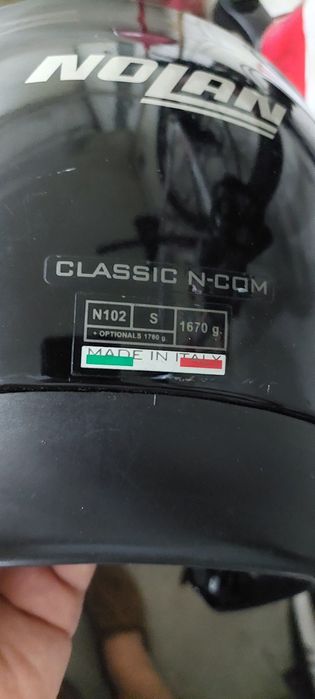 NOLAN
CLASSIC N-COM
N102 S 1670 g.
+ OPTIONALS 1760 g.
MADE IN ITALY